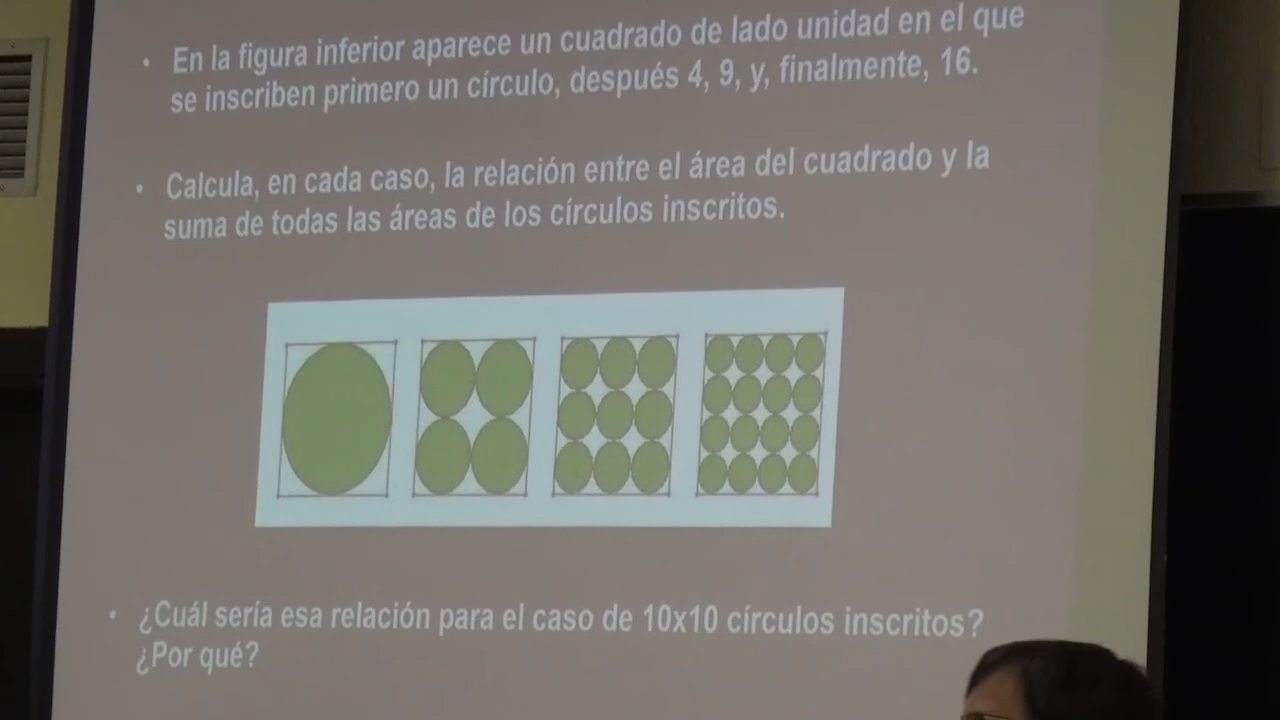 • En la figura inferior aparece un cuadrado de lado unidad en el que
se inscriben primero un círculo, después 4, 9, y, finalmente, 16.
• Calcula, en cada caso, la relación entre el área del cuadrado y la
suma de todas las áreas de los círculos inscritos.
• ¿Cuál sería esa relación para el caso de 10x10 círculos inscritos?
¿Por qué?